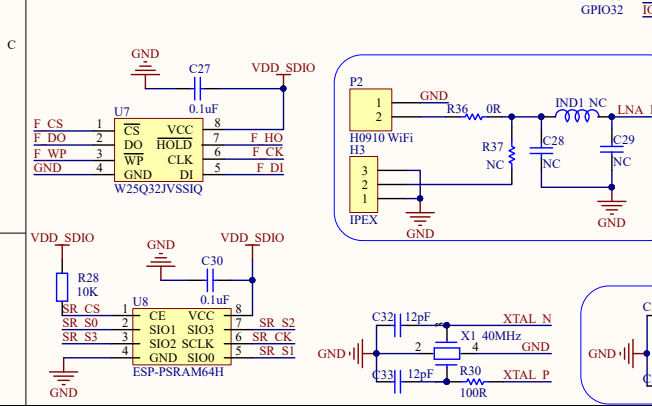 GPIO32
C
GND
C27
0.1uF
VDD_SDIO
U7
F_CS 1 CS VCC 8
F_DO 2 DO HOLD 7 F_HO
F_WP 3 WP CLK 6 F_CK
GND 4 GND DI 5 F_DI
W25Q32JVSSIQ
P2
1
2
GND
H0910 WiFi
H3
3
2
1
IPEX
GND
R36 0R
R37
NC
IND1 NC
LNA
C28
NC
C29
NC
GND
VDD_SDIO
R28
10K
GND
C30
0.1uF
VDD_SDIO
U8
SR_CS 1 CE VCC 8
SR_S0 2 SIO1 SIO3 7 SR_S2
SR_S3 3 SIO2 SCLK 6 SR_CK
4 GND SIO0 5 SR_S1
ESP-PSRAM64H
GND
C32 12pF
XTAL_N
X1 40MHz
GND 2 4 GND
C33 12pF
R30
100R
XTAL_P
GND